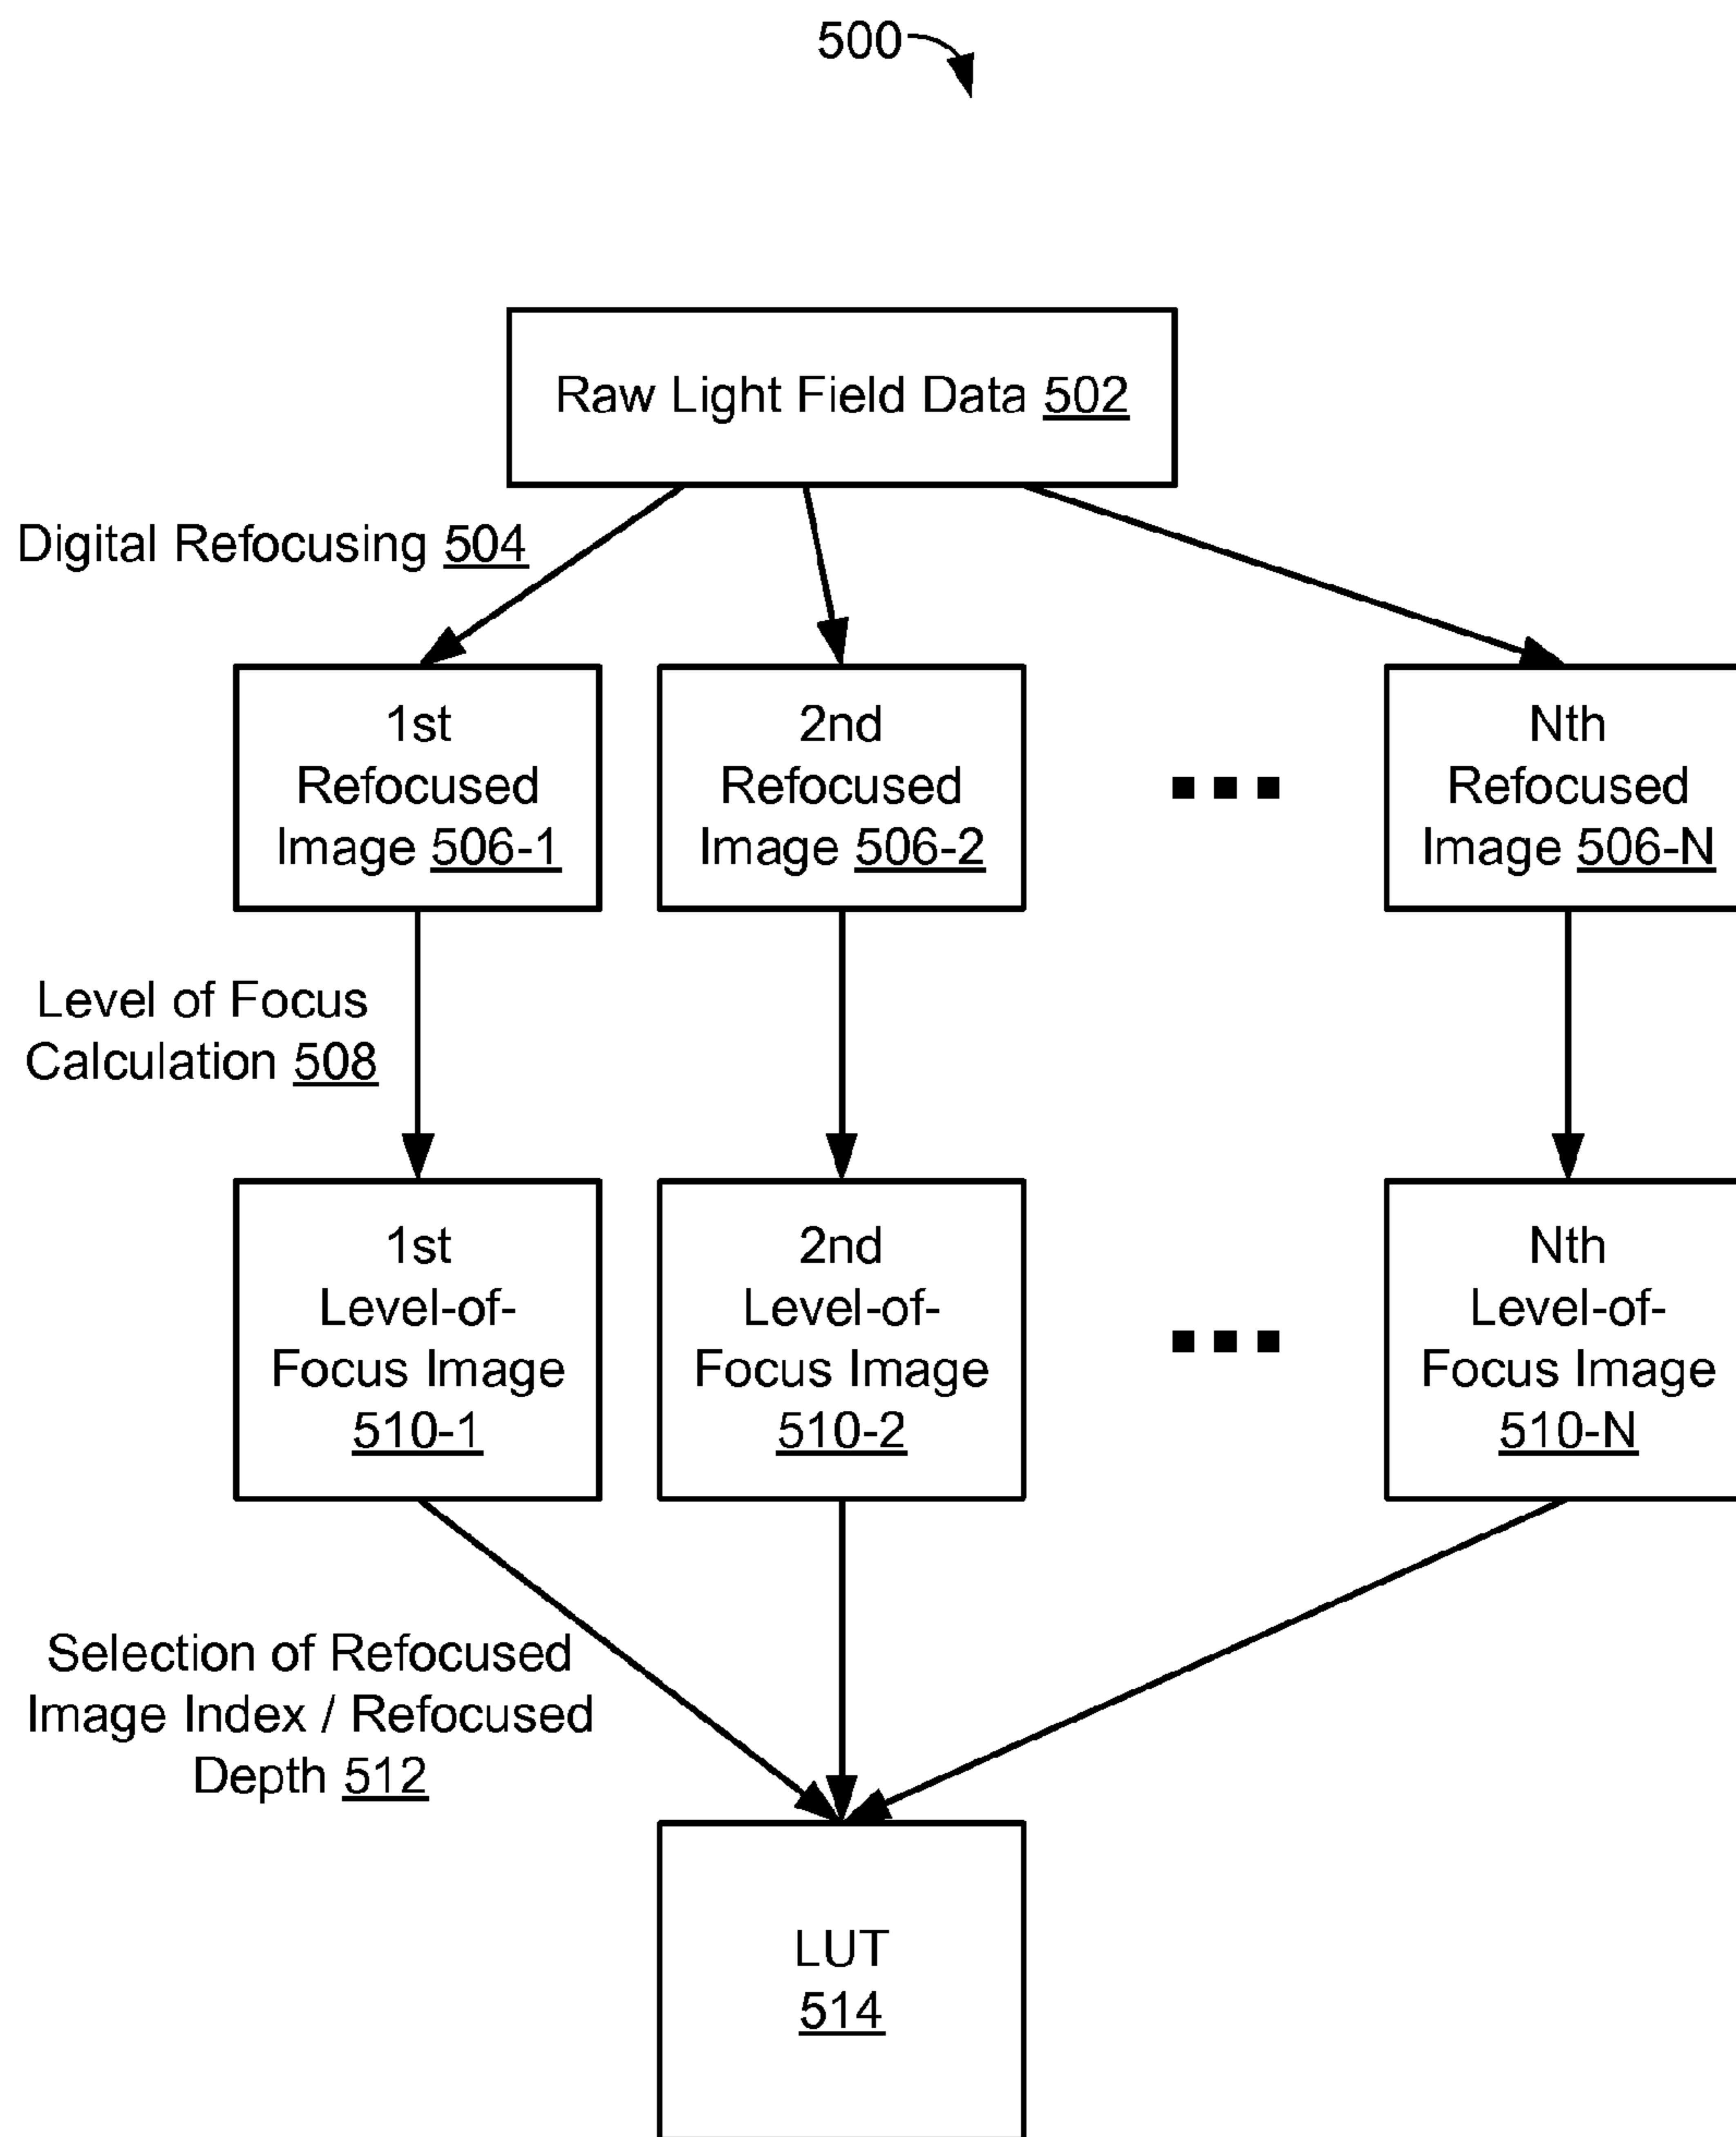 500
Raw Light Field Data 502
Digital Refocusing 504
1st
Refocused
Image 506-1
2nd
Refocused
Image 506-2
Nth
Refocused
Image 506-N
Level of Focus
Calculation 508
1st
Level-of-
Focus Image
510-1
2nd
Level-of-
Focus Image
510-2
Nth
Level-of-
Focus Image
510-N
Selection of Refocused
Image Index / Refocused
Depth 512
LUT
514